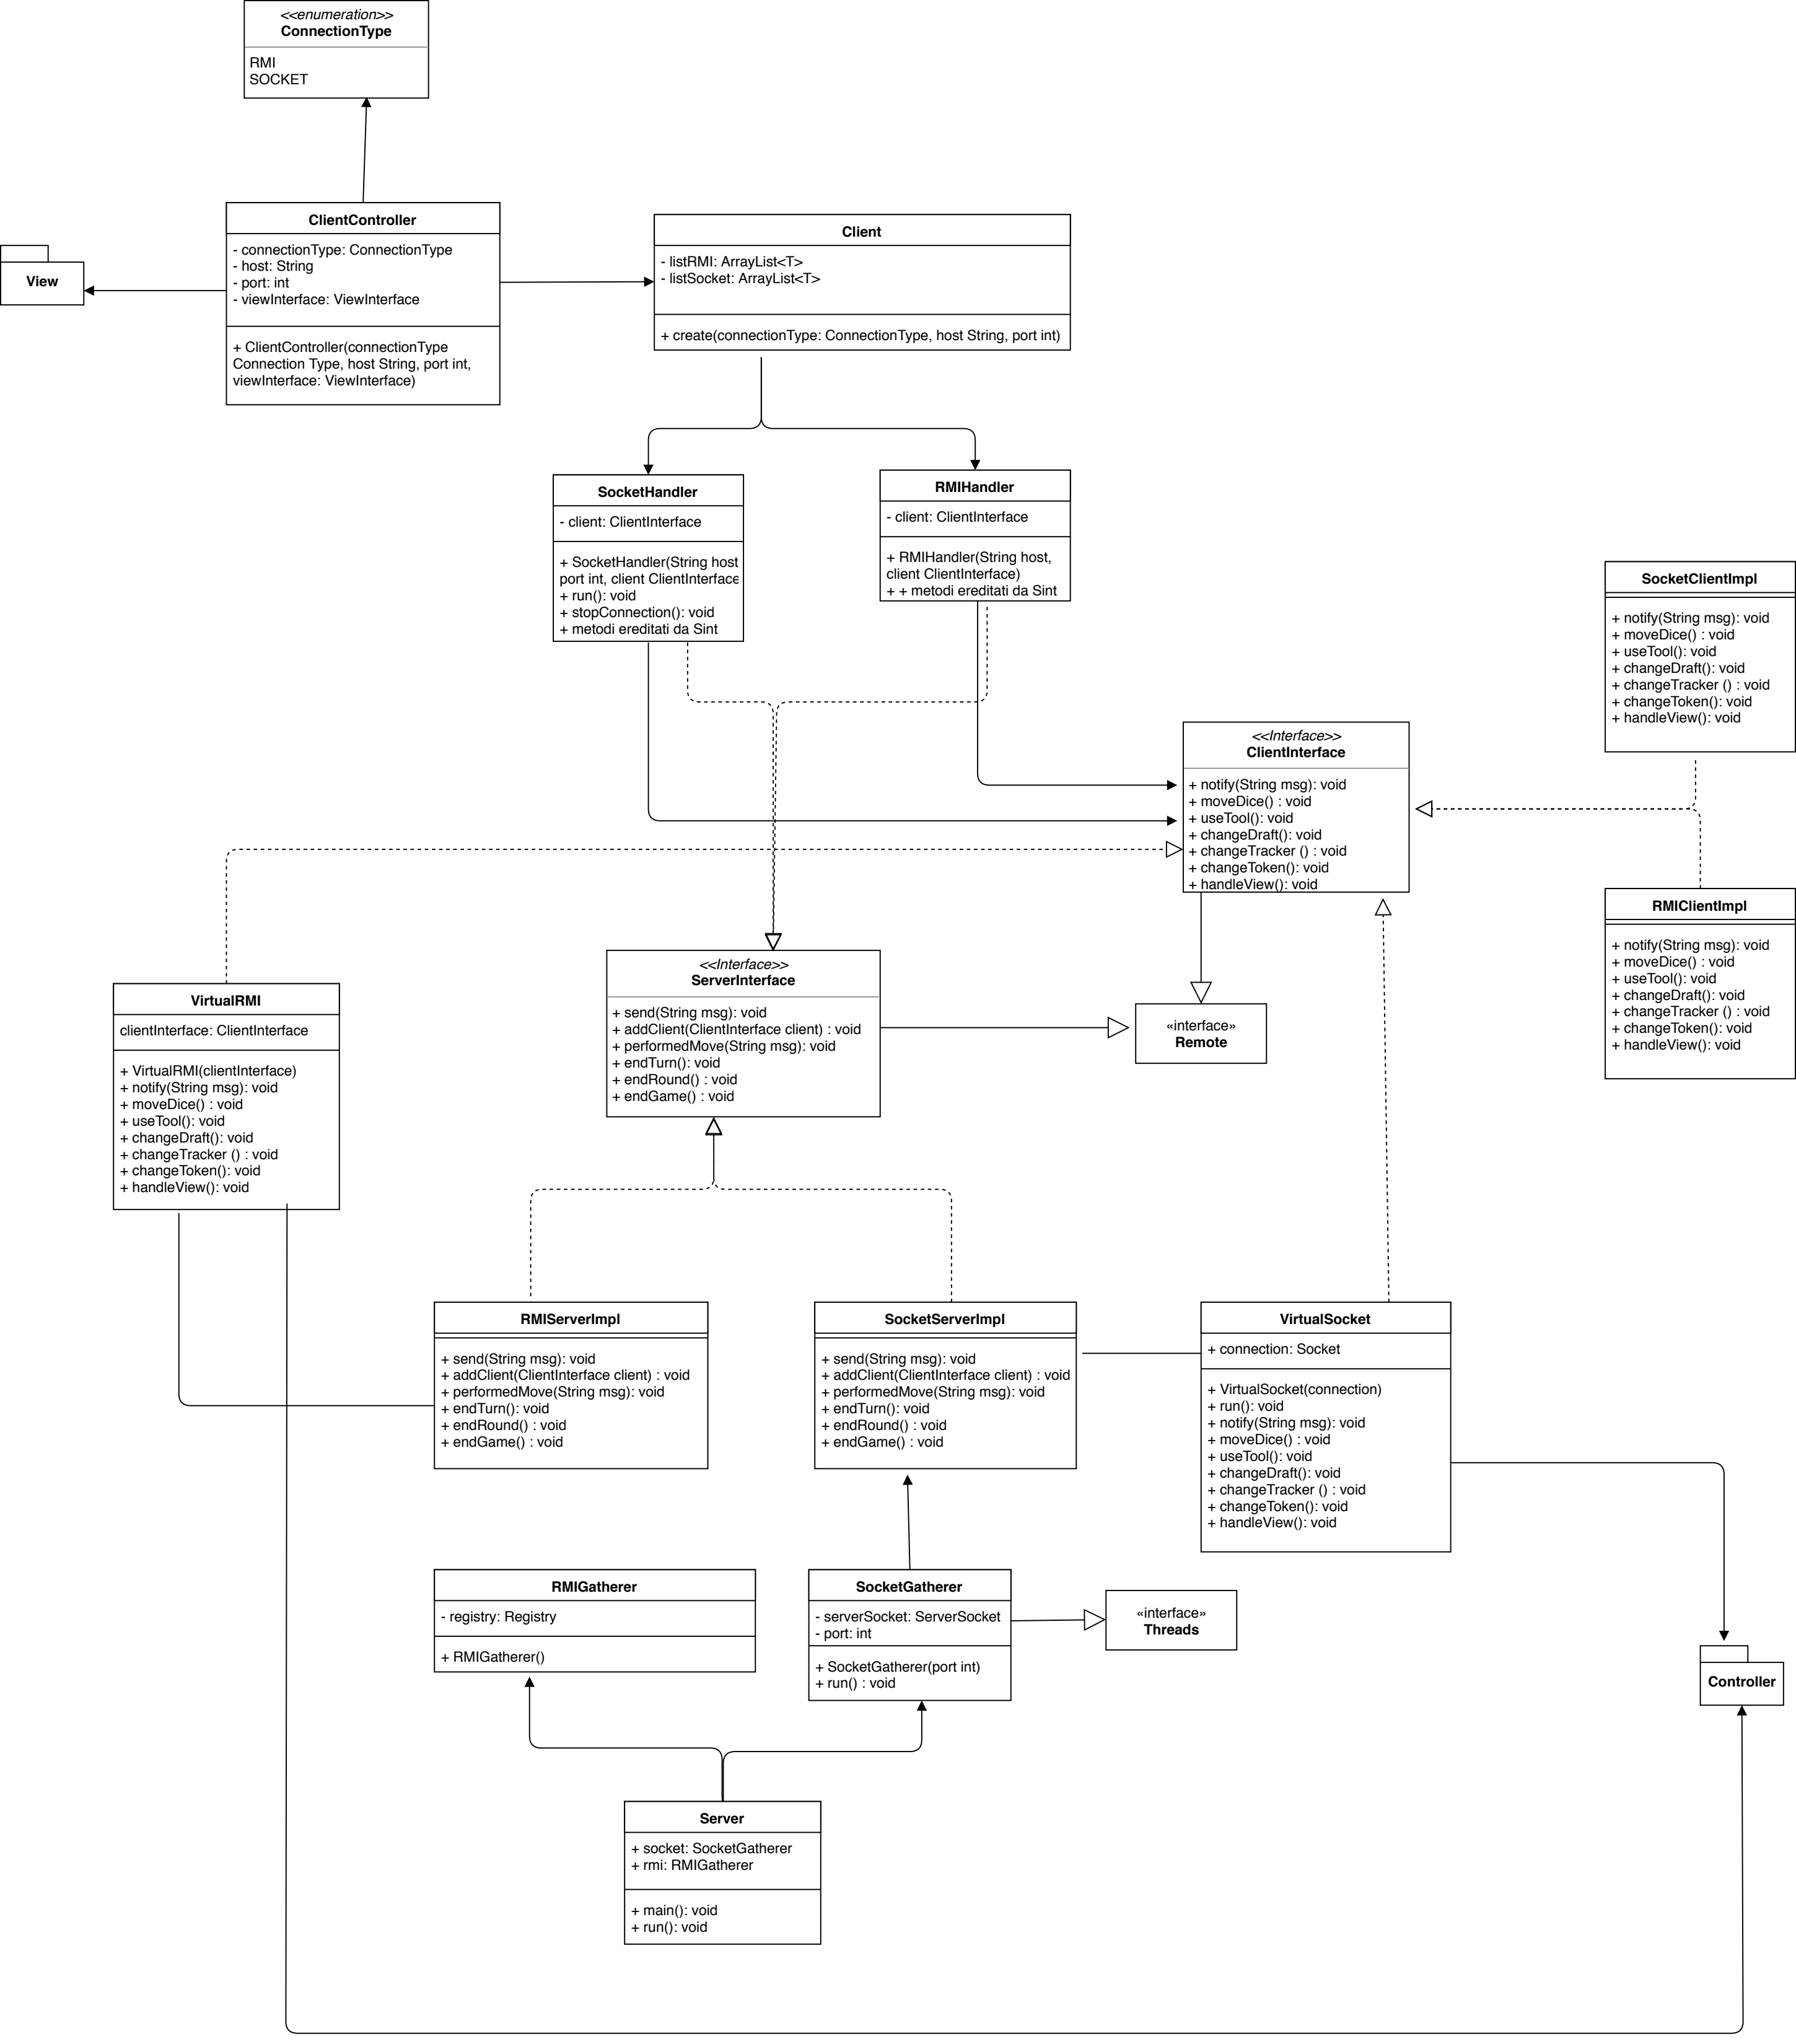 <<enumeration>>
ConnectionType
RMI
SOCKET
View
ClientController
- connectionType: ConnectionType
- host: String
- port: int
- viewInterface: ViewInterface
+ ClientController(connectionType
Connection Type, host String, port int,
viewInterface: ViewInterface)
Client
- listRMI: ArrayList<T>
- listSocket: ArrayList<T>
+ create(connectionType: ConnectionType, host String, port int)
SocketHandler
- client: ClientInterface
+ SocketHandler(String host
port int, client ClientInterface
+ run(): void
+ stopConnection(): void
+ metodi ereditati da Sint
RMIHandler
- client: ClientInterface
+ RMIHandler(String host,
client ClientInterface)
+ + metodi ereditati da Sint
SocketClientImpl
+ notify(String msg): void
+ moveDice() : void
+ useTool(): void
+ changeDraft(): void
+ changeTracker () : void
+ changeToken(): void
+ handleView(): void
<<Interface>>
ClientInterface
+ notify(String msg): void
+ moveDice() : void
+ useTool(): void
+ changeDraft(): void
+ changeTracker () : void
+ changeToken(): void
+ handleView(): void
RMIClientImpl
+ notify(String msg): void
+ moveDice() : void
+ useTool(): void
+ changeDraft(): void
+ changeTracker () : void
+ changeToken(): void
+ handleView(): void
<<Interface>>
ServerInterface
+ send(String msg): void
+ addClient(ClientInterface client) : void
+ performedMove(String msg): void
+ endTurn(): void
+ endRound() : void
+ endGame() : void
«interface»
Remote
VirtualRMI
clientInterface: ClientInterface
+ VirtualRMI(clientInterface)
+ notify(String msg): void
+ moveDice() : void
+ useTool(): void
+ changeDraft(): void
+ changeTracker () : void
+ changeToken(): void
+ handleView(): void
RMIServerImpl
+ send(String msg): void
+ addClient(ClientInterface client) : void
+ performedMove(String msg): void
+ endTurn(): void
+ endRound() : void
+ endGame() : void
SocketServerImpl
+ send(String msg): void
+ addClient(ClientInterface client) : void
+ performedMove(String msg): void
+ endTurn(): void
+ endRound() : void
+ endGame() : void
VirtualSocket
+ connection: Socket
+ VirtualSocket(connection)
+ run(): void
+ notify(String msg): void
+ moveDice() : void
+ useTool(): void
+ changeDraft(): void
+ changeTracker () : void
+ changeToken(): void
+ handleView(): void
RMIGatherer
- registry: Registry
+ RMIGatherer()
SocketGatherer
- serverSocket: ServerSocket
- port: int
+ SocketGatherer(port int)
+ run() : void
«interface»
Threads
Controller
Server
+ socket: SocketGatherer
+ rmi: RMIGatherer
+ main(): void
+ run(): void